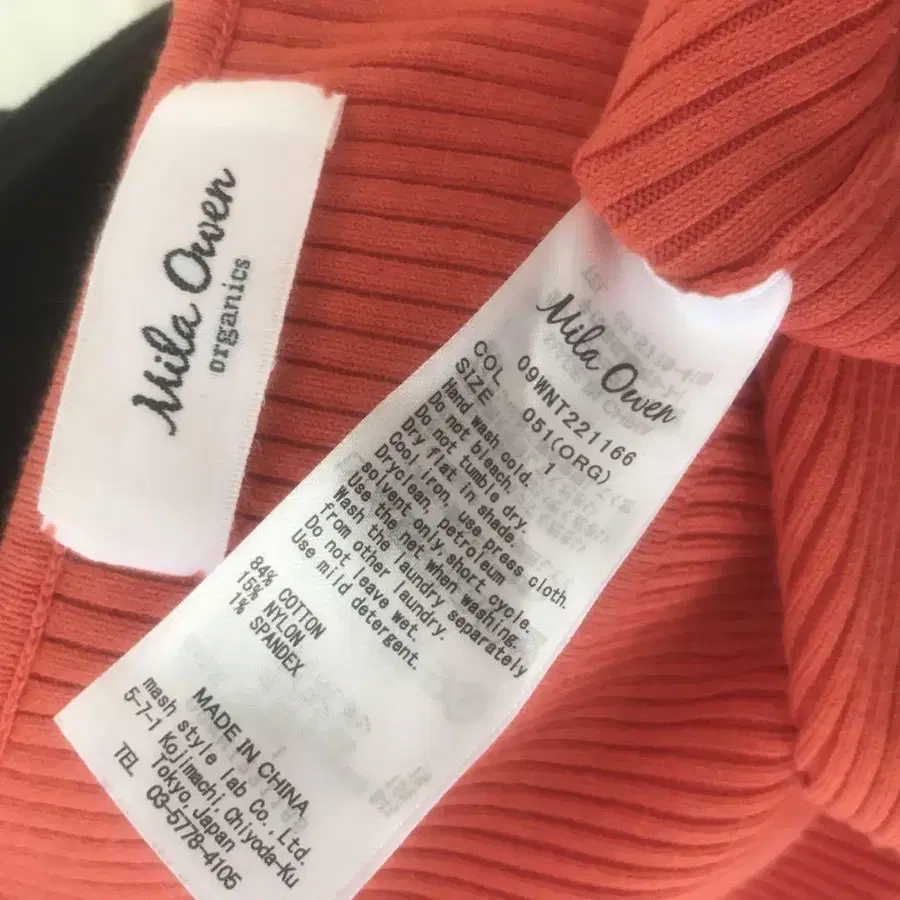 Mila Owen
organics
Mila Owen
09WNT221166
COL 051(ORG)
SIZE 1
Hand wash cold.
Do not bleach.
Do not tumble dry.
Dry flat in shade.
Cool iron, use press cloth.
Dryclean, petroleum
solvent only, short cycle.
Use the net when washing.
Wash the laundry separately
from other laundry.
Do not leave wet.
Use mild detergent.
84% COTTON
15% NYLON
1% SPANDEX
MADE IN CHINA
mash style lab Co., Ltd.
5-7-1 Kojimachi, Chiyoda-Ku
Tokyo, Japan
TEL 03-5778-4105